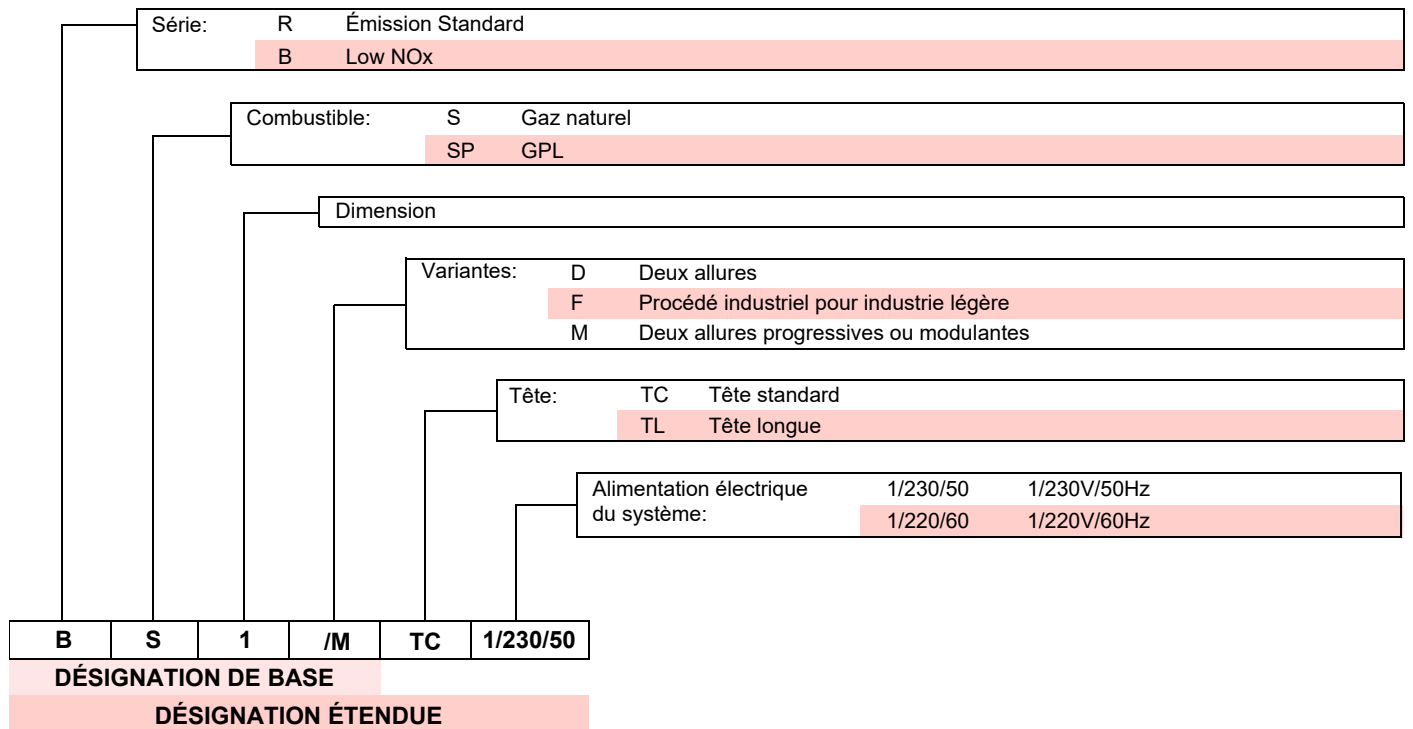 Série: R Émission Standard
B Low NOx
Combustible: S Gaz naturel
SP GPL
Dimension
Variantes: D Deux allures
F Procédé industriel pour industrie légère
M Deux allures progressives ou modulantes
Tête: TC Tête standard
TL Tête longue
Alimentation électrique 1/230/50 1/230V/50Hz
du système: 1/220/60 1/220V/60Hz
B S 1 /M TC 1/230/50
DÉSIGNATION DE BASE
DÉSIGNATION ÉTENDUE